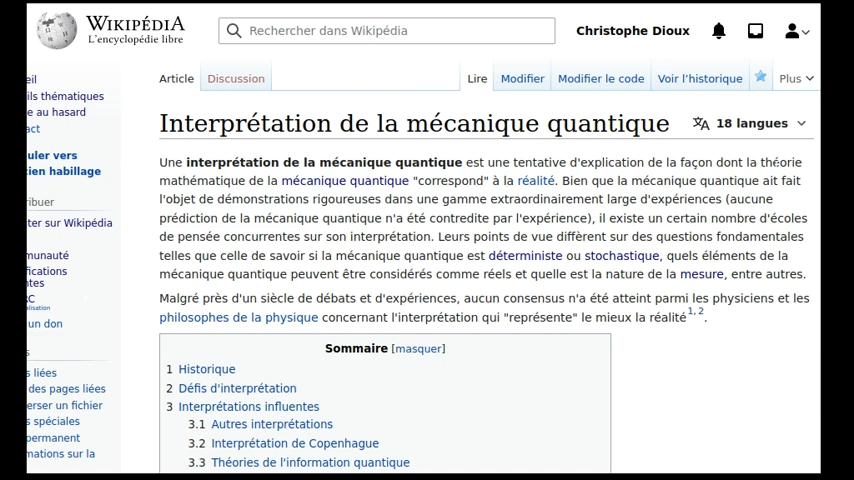 WIKIPÉDIA
L'encyclopédie libre
Rechercher dans Wikipédia
Christophe Dioux
Article Discussion Lire Modifier Modifier le code Voir l'historique Plus
eil
ils thématiques
e au hasard
act
uler vers
ien habillage
ribuer
ter sur Wikipédia
munauté
fications
ntes
RC
alisation
un don
s
s liées
des pages liées
erser un fichier
s spéciales
permanent
mations sur la
Interprétation de la mécanique quantique 18 langues
Une interprétation de la mécanique quantique est une tentative d'explication de la façon dont la théorie
mathématique de la mécanique quantique "correspond" à la réalité. Bien que la mécanique quantique ait fait
l'objet de démonstrations rigoureuses dans une gamme extraordinairement large d'expériences (aucune
prédiction de la mécanique quantique n'a été contredite par l'expérience), il existe un certain nombre d'écoles
de pensée concurrentes sur son interprétation. Leurs points de vue diffèrent sur des questions fondamentales
telles que celle de savoir si la mécanique quantique est déterministe ou stochastique, quels éléments de la
mécanique quantique peuvent être considérés comme réels et quelle est la nature de la mesure, entre autres.
Malgré près d'un siècle de débats et d'expériences, aucun consensus n'a été atteint parmi les physiciens et les
philosophes de la physique concernant l'interprétation qui "représente" le mieux la réalité1, 2.
Sommaire [masquer]
1 Historique
2 Défis d'interprétation
3 Interprétations influentes
3.1 Autres interprétations
3.2 Interprétation de Copenhague
3.3 Théories de l'information quantique